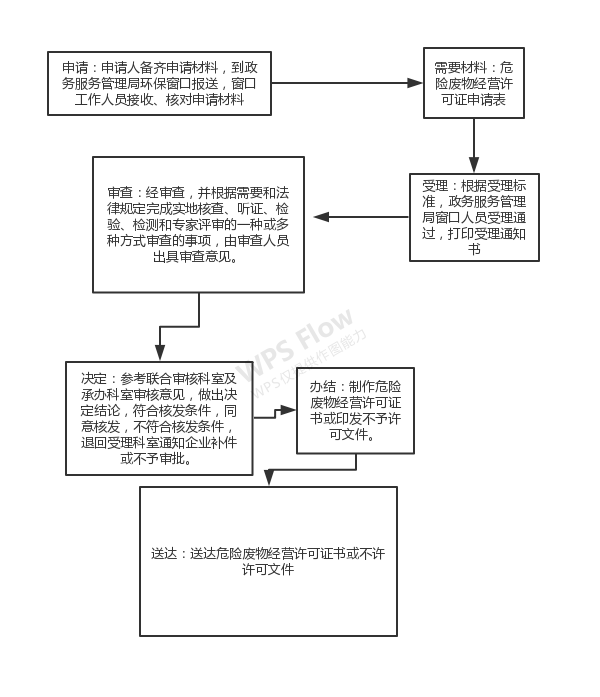 申请：申请人备齐申请材料，到政
务服务管理局环保窗口报送，窗口
工作人员接收、核对申请材料
需要材料：危
险废物经营许
可证申请表
受理：根据受理标
准，政务服务管理
局窗口人员受理通
过，打印受理通知
书
审查：经审查，并根据需要和法
律规定完成实地核查、听证、检
验、检测和专家评审的一种或多
种方式审查的事项，由审查人员
出具审查意见。
WPS Flow
WPS仅提供作图能力
决定：参考联合审核科室及
承办科室审核意见，做出决
定结论，符合核发条件，同
意核发，不符合核发条件，
退回受理科室通知企业补件
或不予审批。
办结：制作危险
废物经营许可证
书或印发不予许
可文件。
送达：送达危险废物经营许可证书或不许
许可文件